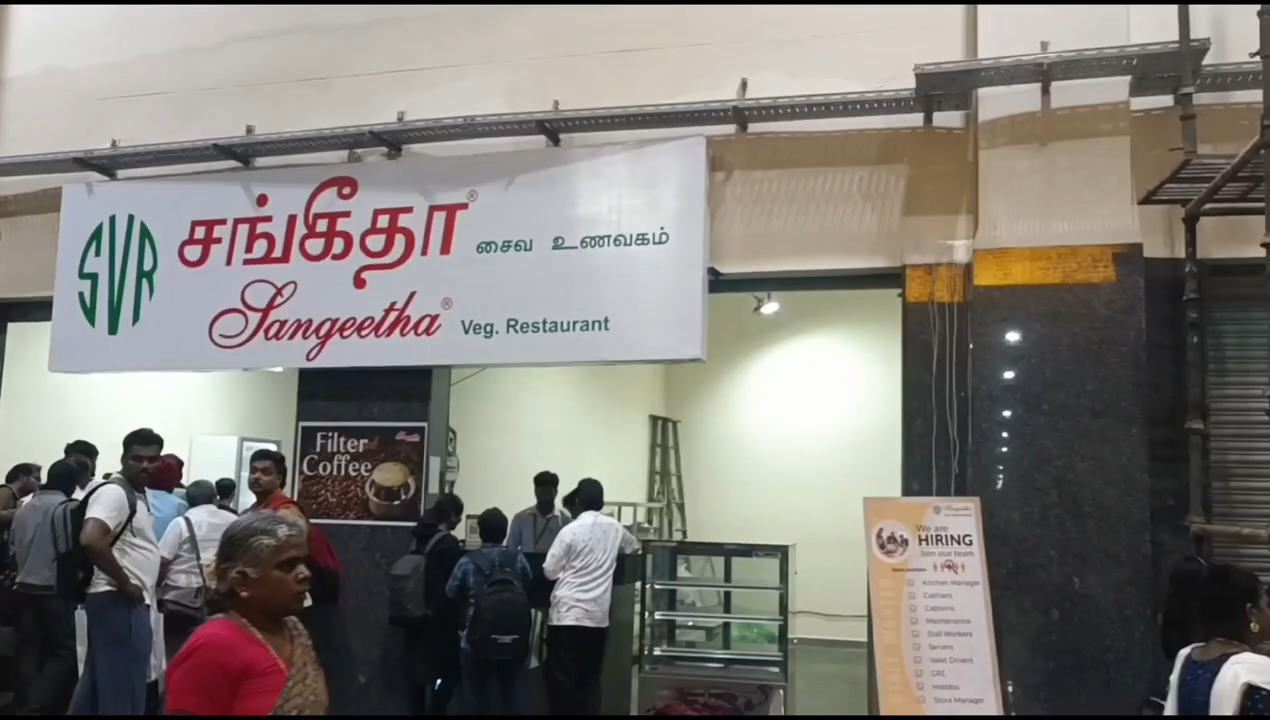 SVR
சங்கீதா®
சைவ உணவகம்
Sangeetha®
Veg. Restaurant
Filter
Coffee
We are
HIRING
Join our team
Kitchen Manager
Cashiers
Captains
Maintenance
Stall Workers
Servers
Valet Drivers
GRE
Hostess
Store Manager